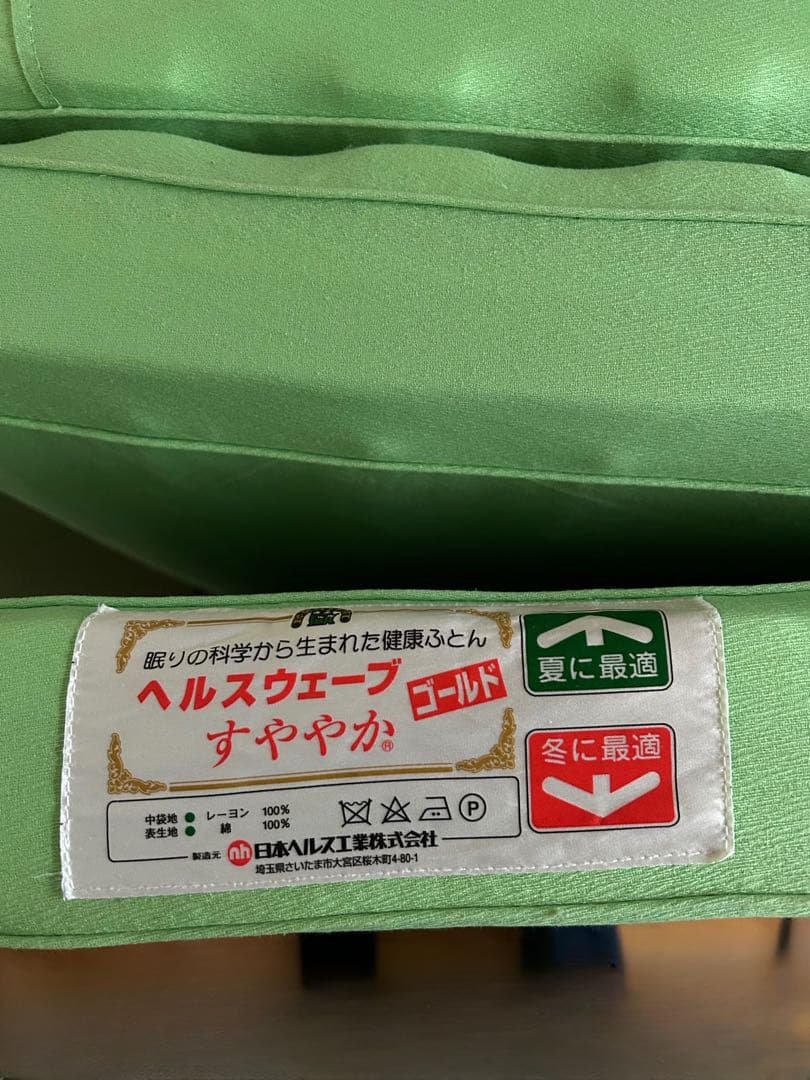 眠りの科学から生まれた健康ふとん
ヘルスウェーブ ゴールド
すややか®
夏に最適
冬に最適
中袋地 ● レーヨン 100%
表生地 ● 綿 100%
P
製造元 nh 日本ヘルス工業株式会社
埼玉県さいたま市大宮区桜木町4-80-1